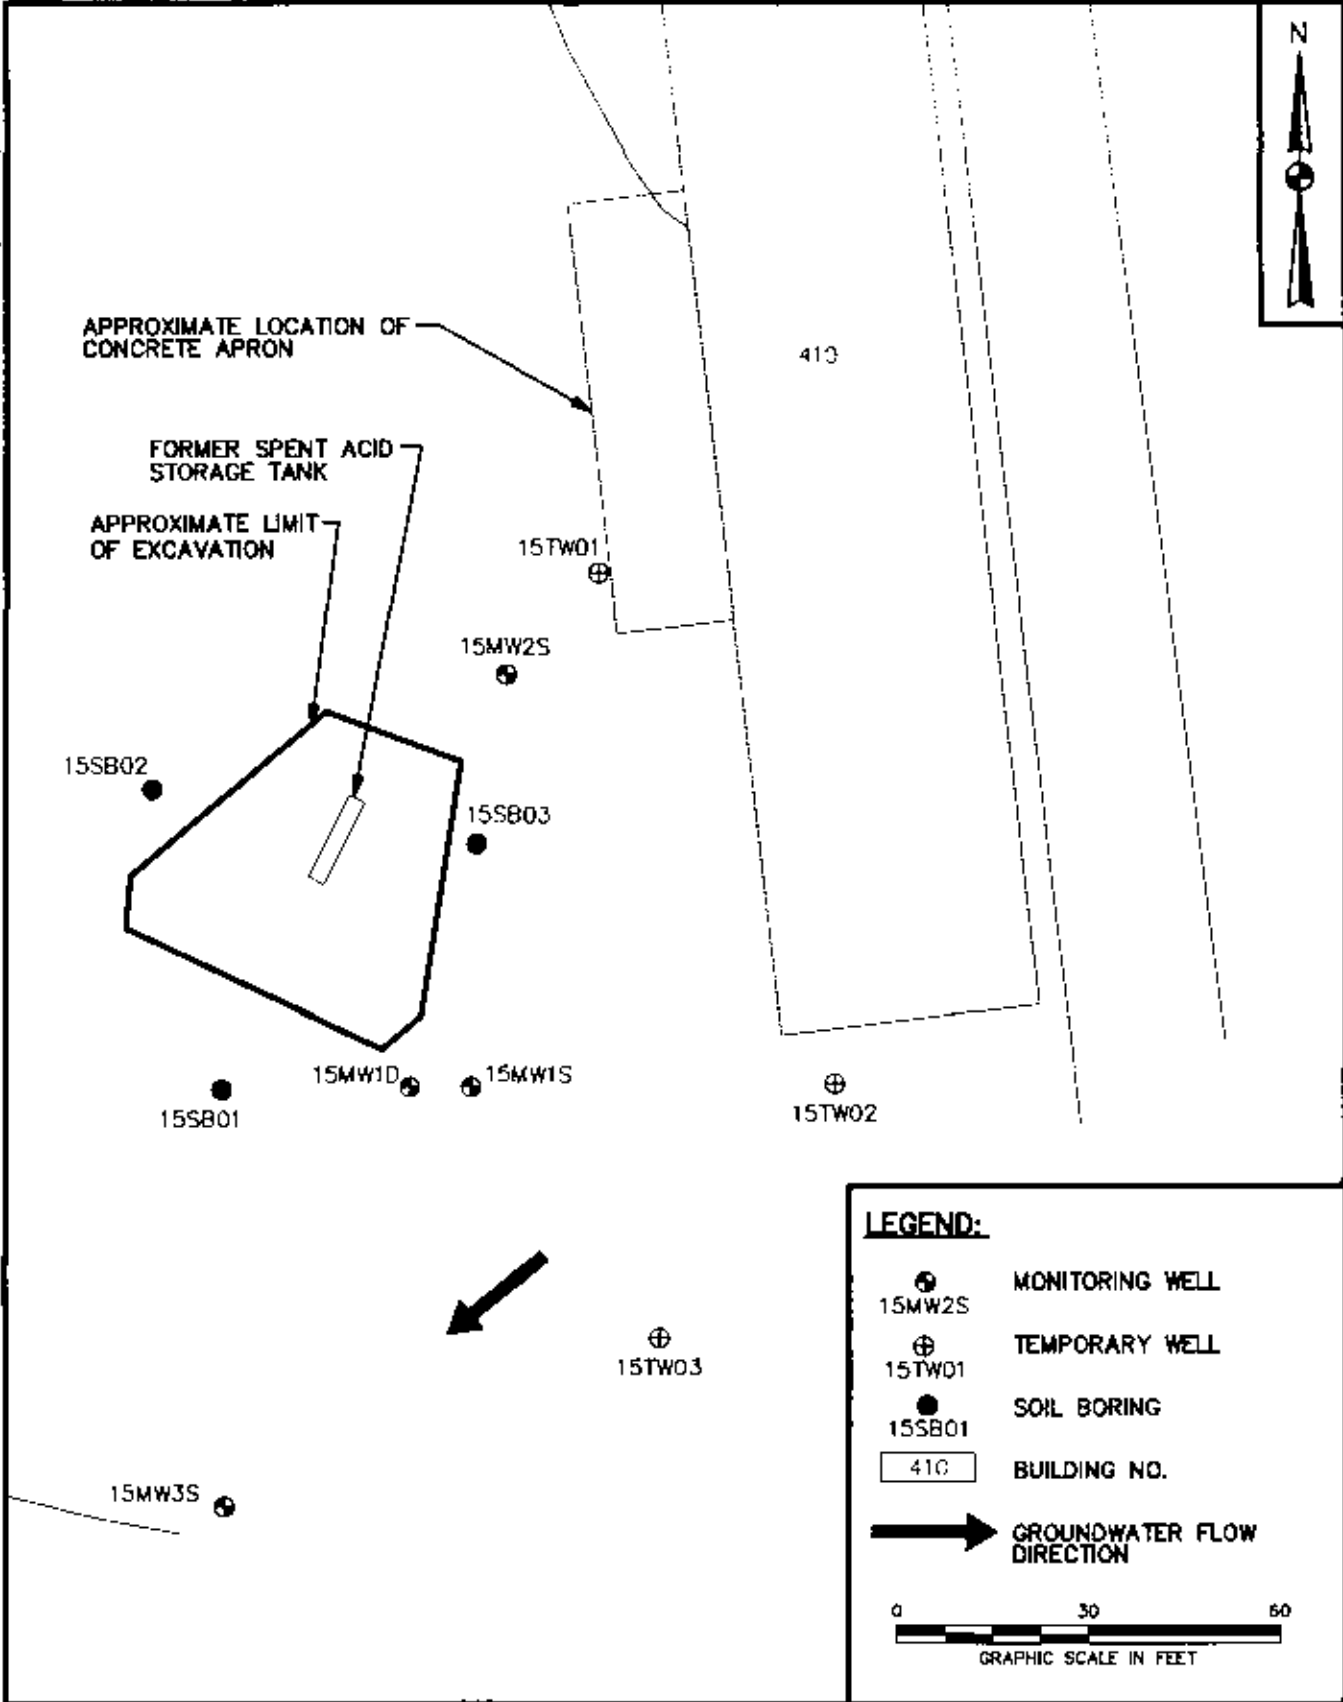 N
APPROXIMATE LOCATION OF
CONCRETE APRON
410
FORMER SPENT ACID
STORAGE TANK
APPROXIMATE LIMIT
OF EXCAVATION
15TW01
15MW2S
15SB02
15SB03
15MW1D
15MW1S
15SB01
15TW02
15TW03
15MW3S
LEGEND:
15MW2S
MONITORING WELL
15TW01
TEMPORARY WELL
15SB01
SOIL BORING
410
BUILDING NO.
GROUNDWATER FLOW
DIRECTION
0 30 60
GRAPHIC SCALE IN FEET